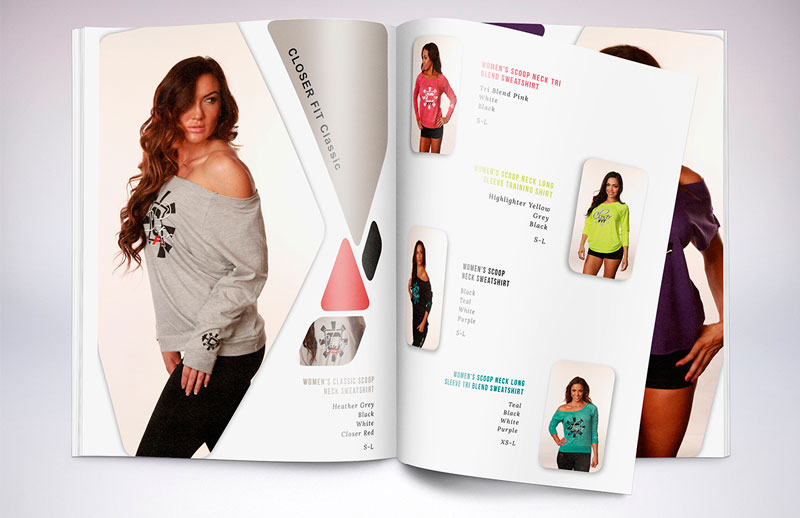 CLOSER FIT Classic
WOMEN'S CLASSIC SCOOP
NECK SWEATSHIRT
Heather Grey
Black
White
Closer Red
S-L
WOMEN'S SCOOP NECK TRI
BLEND SWEATSHIRT
Tri Blend Pink
White
Black
S-L
WOMEN'S SCOOP NECK LONG
SLEEVE TRAINING SHIRT
Highlighter Yellow
Grey
Black
S-L
WOMEN'S SCOOP
NECK SWEATSHIRT
Black
Teal
White
Purple
S-L
WOMEN'S SCOOP NECK LONG
SLEEVE TRI BLEND SWEATSHIRT
Teal
Black
White
Purple
XS-L